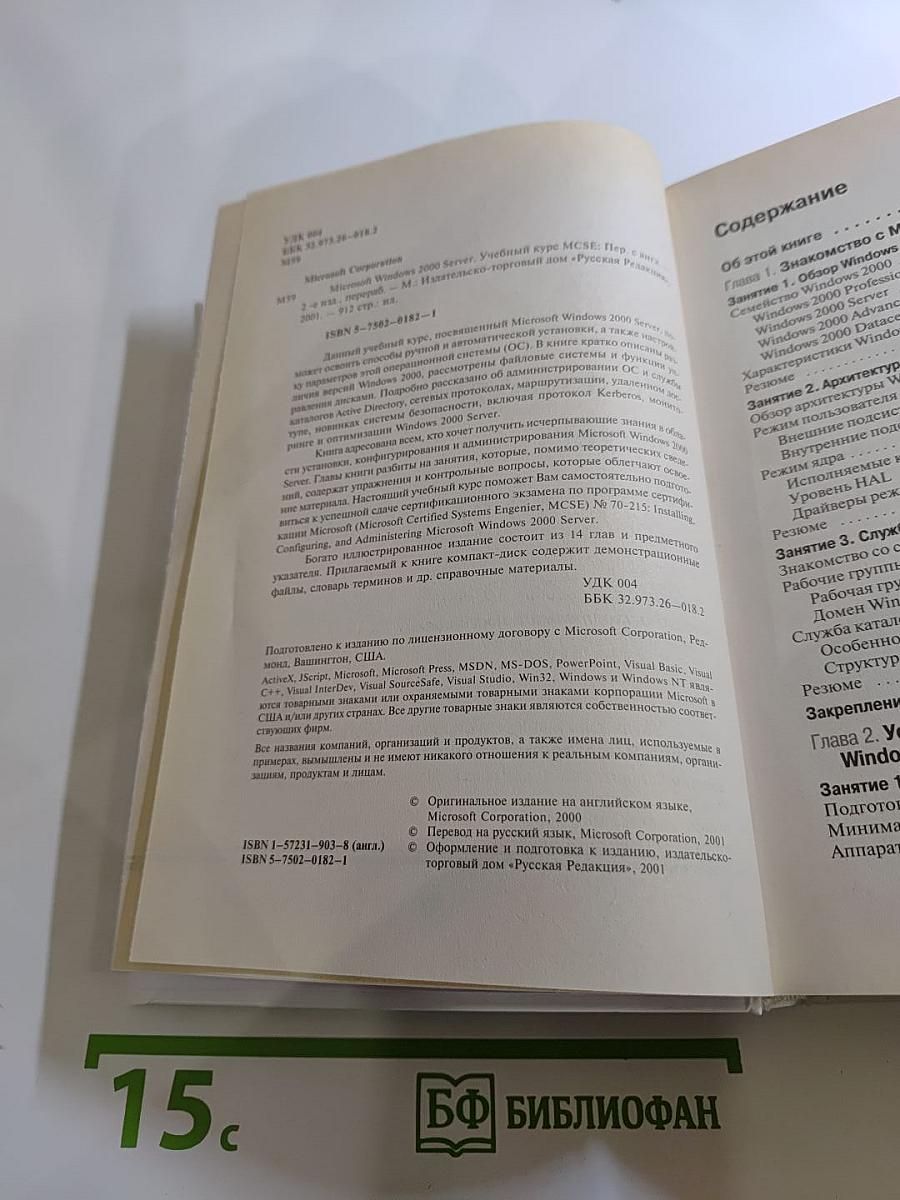 УДК 004
ББК 32.973.26–018.2
М59
Microsoft Corporation
М59 Microsoft Windows 2000 Server. Учебный курс MCSE: Пер. с англ.
2-е изд., перераб. — М.: Издательско-торговый дом «Русская Редакция»,
2001. — 912 стр.: ил.
ISBN 5–7502–0182–1
Данный учебный курс, посвященный Microsoft Windows 2000 Server,
может освоить способы ручной и автоматической установки, а также настрой-
ку параметров этой операционной системы (ОС). В книге кратко описаны раз-
личия версий Windows 2000, рассмотрены файловые системы и функции уп-
равления дисками. Подробно рассказано об администрировании ОС и службы
каталогов Active Directory, сетевых протоколах, маршрутизации, удаленном дос-
тупе, новинках системы безопасности, включая протокол Kerberos, монито-
ринге и оптимизации Windows 2000 Server.
Книга адресована всем, кто хочет получить исчерпывающие знания в облас-
сти установки, конфигурирования и администрирования Microsoft Windows 2000
Server. Главы книги разбиты на занятия, которые, помимо теоретических сведе-
ний, содержат упражнения и контрольные вопросы, которые облегчают освое-
ние материала. Настоящий учебный курс поможет Вам самостоятельно подгото-
виться к успешной сдаче сертификационного экзамена по программе сертифи-
кации Microsoft (Microsoft Certified Systems Engenier, MCSE) № 70-215: Installing,
Configuring, and Administering Microsoft Windows 2000 Server.
Богато иллюстрированное издание состоит из 14 глав и предметного
указателя. Прилагаемый к книге компакт-диск содержит демонстрационные
файлы, словарь терминов и др. справочные материалы.
УДК 004
ББК 32.973.26–018.2
Подготовлено к изданию по лицензионному договору с Microsoft Corporation, Ред-
монд, Вашингтон, США.
ActiveX, JScript, Microsoft, Microsoft Press, MSDN, MS-DOS, PowerPoint, Visual Basic, Visual
C++, Visual InterDev, Visual SourceSafe, Visual Studio, Win32, Windows и Windows NT явля-
ются товарными знаками или охраняемыми товарными знаками корпорации Microsoft в
США и/или других странах. Все другие товарные знаки являются собственностью соответ-
ствующих фирм.
Все названия компаний, организаций и продуктов, а также имена лиц, используемые в
примерах, вымышлены и не имеют никакого отношения к реальным компаниям, органи-
зациям, продуктам и лицам.
© Оригинальное издание на английском языке,
Microsoft Corporation, 2000
© Перевод на русский язык, Microsoft Corporation, 2001
© Оформление и подготовка к изданию, издательско-
торговый дом «Русская Редакция», 2001
ISBN 1–57231–903–8 (англ.)
ISBN 5–7502–0182–1
Содержание
Об этой книге . . . . . . .
Глава 1. Знакомство с M
Занятие 1. Обзор Windows
Семейство Windows 2000
Windows 2000 Professio
Windows 2000 Server
Windows 2000 Advanc
Windows 2000 Datace
Характеристики Windo
Резюме . . . . . . . .
Занятие 2. Архитектур
Обзор архитектуры W
Режим пользователя
Внешние подсист
Внутренние подс
Режим ядра . . . . . .
Исполняемые к
Уровень HAL
Драйверы реж
Резюме . . . . . .
Занятие 3. Служб
Знакомство со с
Рабочие группы
Рабочая гру
Домен Win
Служба катало
Особенно
Структур
Резюме . . .
Закреплени
Глава 2. Ус
Windo
Занятие 1
Подготов
Минима
Аппарат
15 с
БФ БИБЛИОФАН